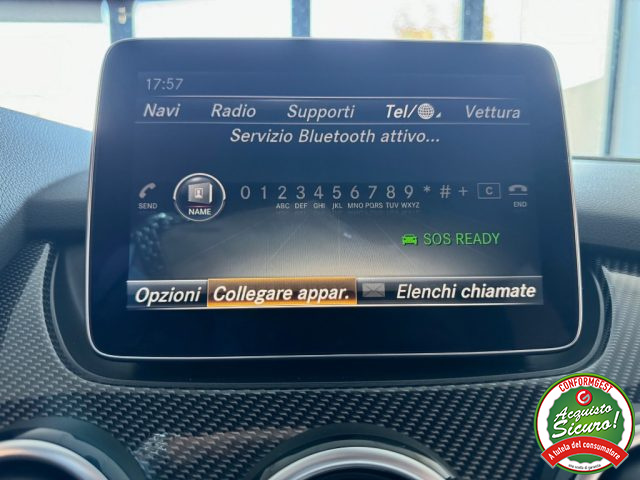 17:57
Navi Radio Supporti Tel/ Vettura
Servizio Bluetooth attivo...
SEND NAME 0 1 2 3 4 5 6 7 8 9 * # + C END
ABC DEF GHI JKL MNO PQRS TUV WXYZ
SOS READY
Opzioni Collegare appar. Elenchi chiamate
CONFORMGEST
Acquisto
Sicuro!
A tutela del consumatore